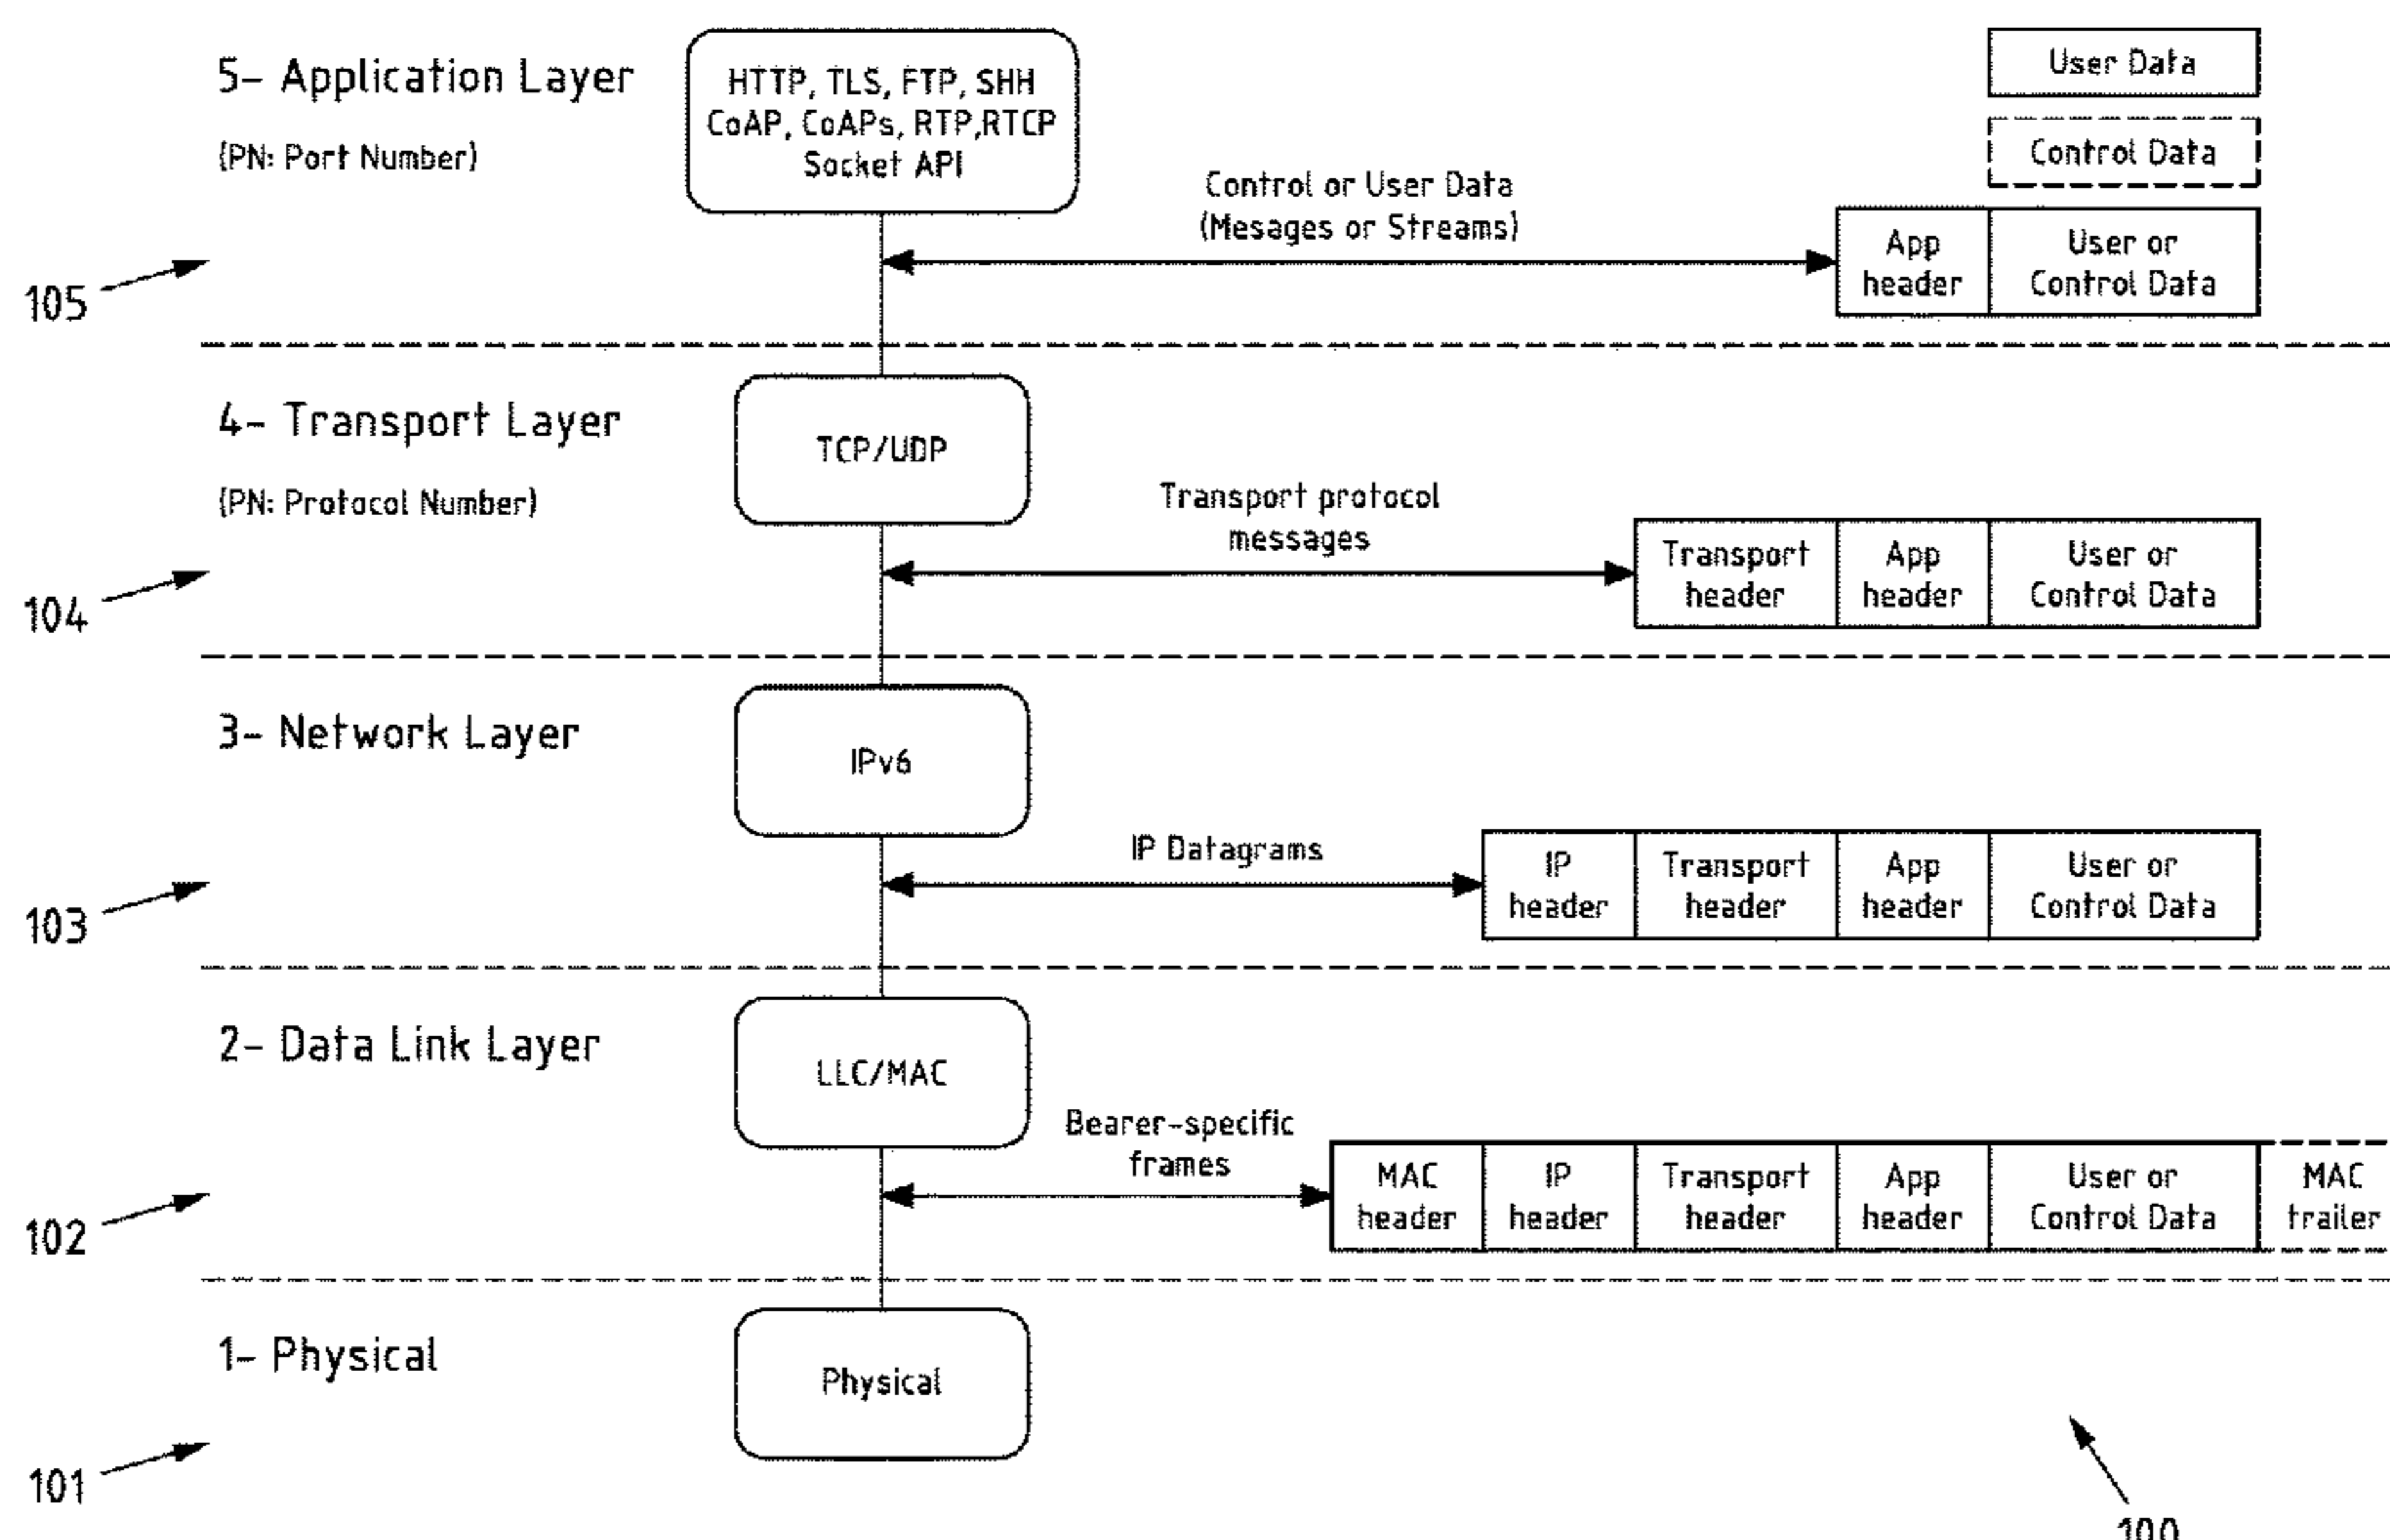 5- Application Layer
(PN: Port Number)
HTTP, TLS, FTP, SHH
CoAP, CoAPs, RTP,RTCP
Socket API
User Data
Control Data
Control or User Data
(Mesages or Streams)
App
header
User or
Control Data
105
4- Transport Layer
(PN: Protocol Number)
TCP/UDP
Transport protocol
messages
Transport
header
App
header
User or
Control Data
104
3- Network Layer
IPv6
IP Datagrams
IP
header
Transport
header
App
header
User or
Control Data
103
2- Data Link Layer
LLC/MAC
Bearer-specific
frames
MAC
header
IP
header
Transport
header
App
header
User or
Control Data
MAC
trailer
102
1- Physical
Physical
101
100